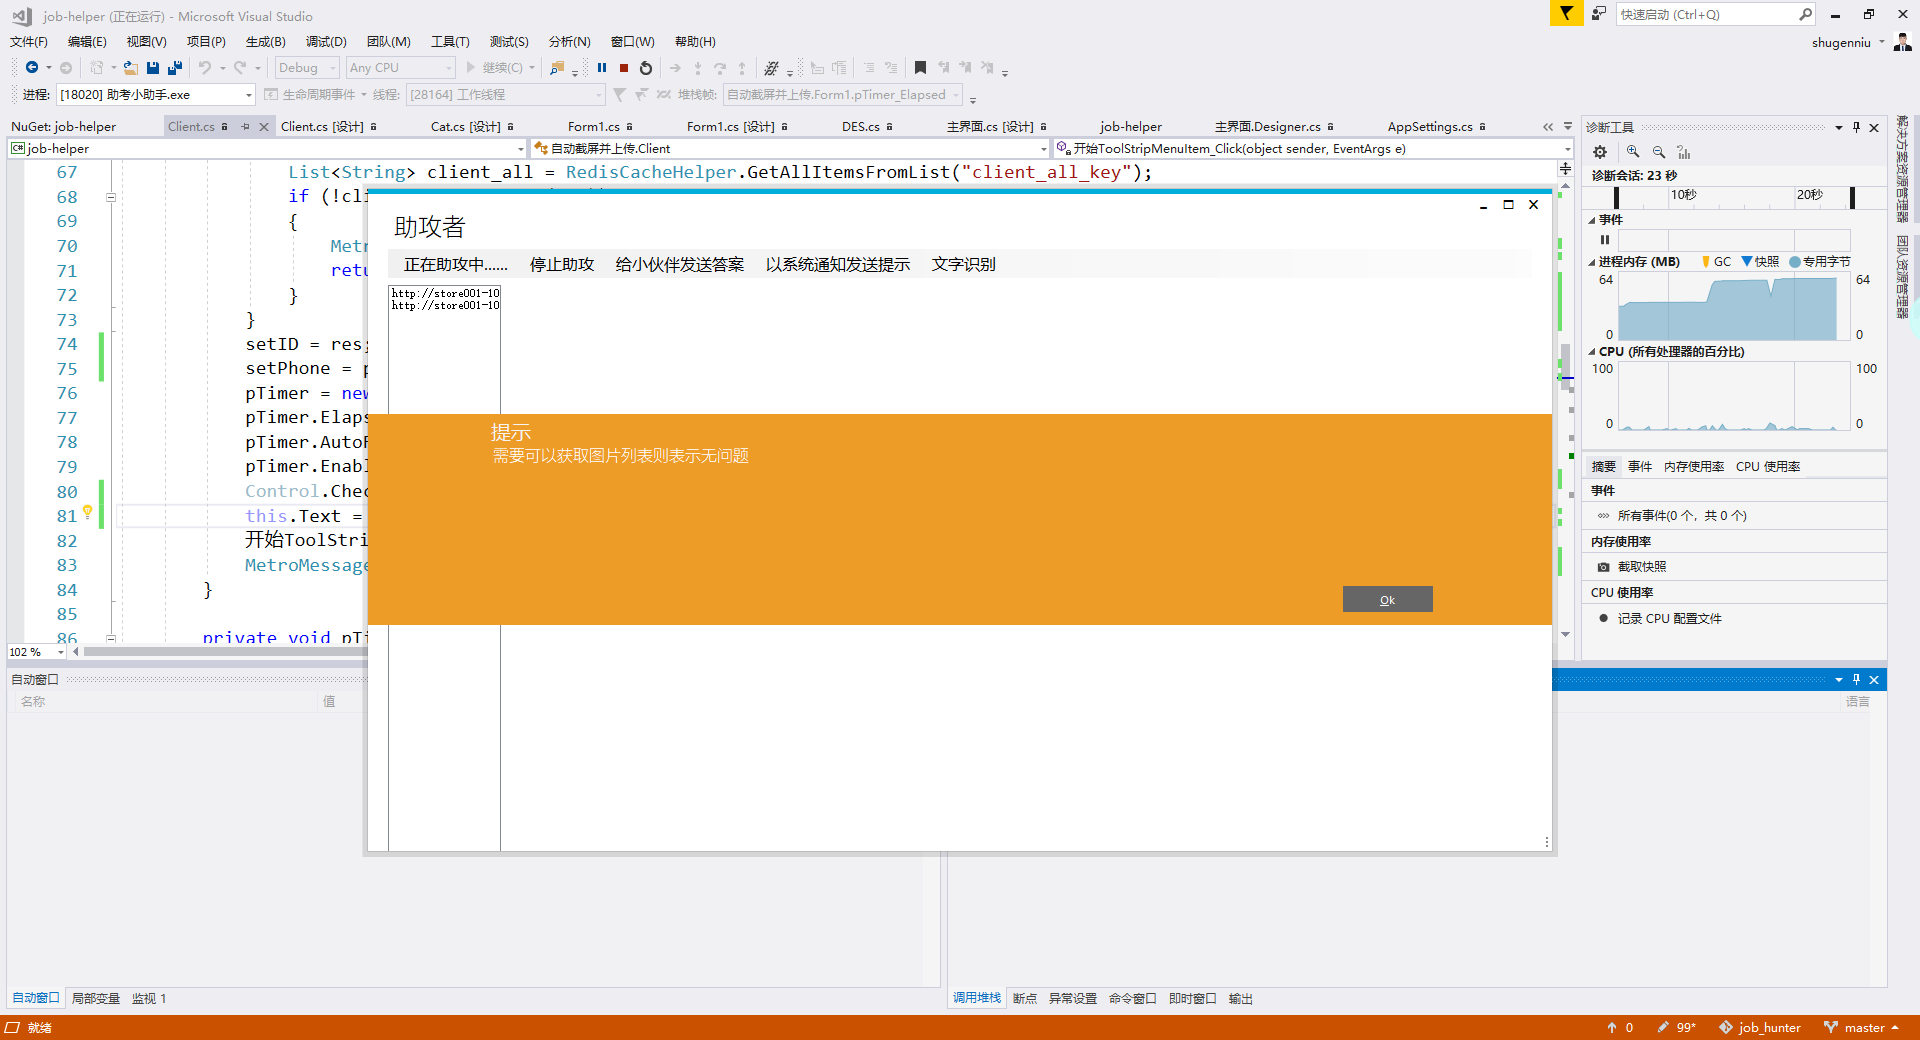 job-helper (正在运行) - Microsoft Visual Studio
快速启动 (Ctrl+Q)
文件(F) 编辑(E) 视图(V) 项目(P) 生成(B) 调试(D) 团队(M) 工具(T) 测试(S) 分析(N) 窗口(W) 帮助(H)
shugenniu
Debug Any CPU 继续(C)
进程: [18020] 助考小助手.exe 生命周期事件 线程: [28164] 工作线程 堆栈帧: 自动截屏并上传.Form1.pTimer_Elapsed
NuGet: job-helper Client.cs Client.cs [设计] Cat.cs [设计] Form1.cs Form1.cs [设计] DES.cs 主界面.cs [设计] job-helper 主界面.Designer.cs AppSettings.cs
job-helper 自动截屏并上传.Client 开始ToolStripMenuItem_Click(object sender, EventArgs e)
67 List<String> client_all = RedisCacheHelper.GetAllItemsFromList("client_all_key");
68 if (!cli
69 {
70 Metr
71 retu
72 }
73 }
74 setID = res;
75 setPhone = p
76 pTimer = new
77 pTimer.Elaps
78 pTimer.AutoR
79 pTimer.Enabl
80 Control.Chec
81 this.Text =
82 开始ToolStri
83 MetroMessage
84 }
85
86 private void pTi
102 %
助攻者
正在助攻中...... 停止助攻 给小伙伴发送答案 以系统通知发送提示 文字识别
http://store001-10
http://store001-10
提示
需要可以获取图片列表则表示无问题
Ok
诊断工具
诊断会话: 23 秒
10秒 20秒
事件
进程内存 (MB) GC 快照 专用字节
64 64
0 0
CPU (所有处理器的百分比)
100 100
0 0
摘要 事件 内存使用率 CPU 使用率
事件
所有事件(0 个，共 0 个)
内存使用率
截取快照
CPU 使用率
记录 CPU 配置文件
解决方案资源管理器
团队资源管理器
自动窗口
名称 值
语言
自动窗口 局部变量 监视 1
调用堆栈 断点 异常设置 命令窗口 即时窗口 输出
就绪
0 99* job_hunter master